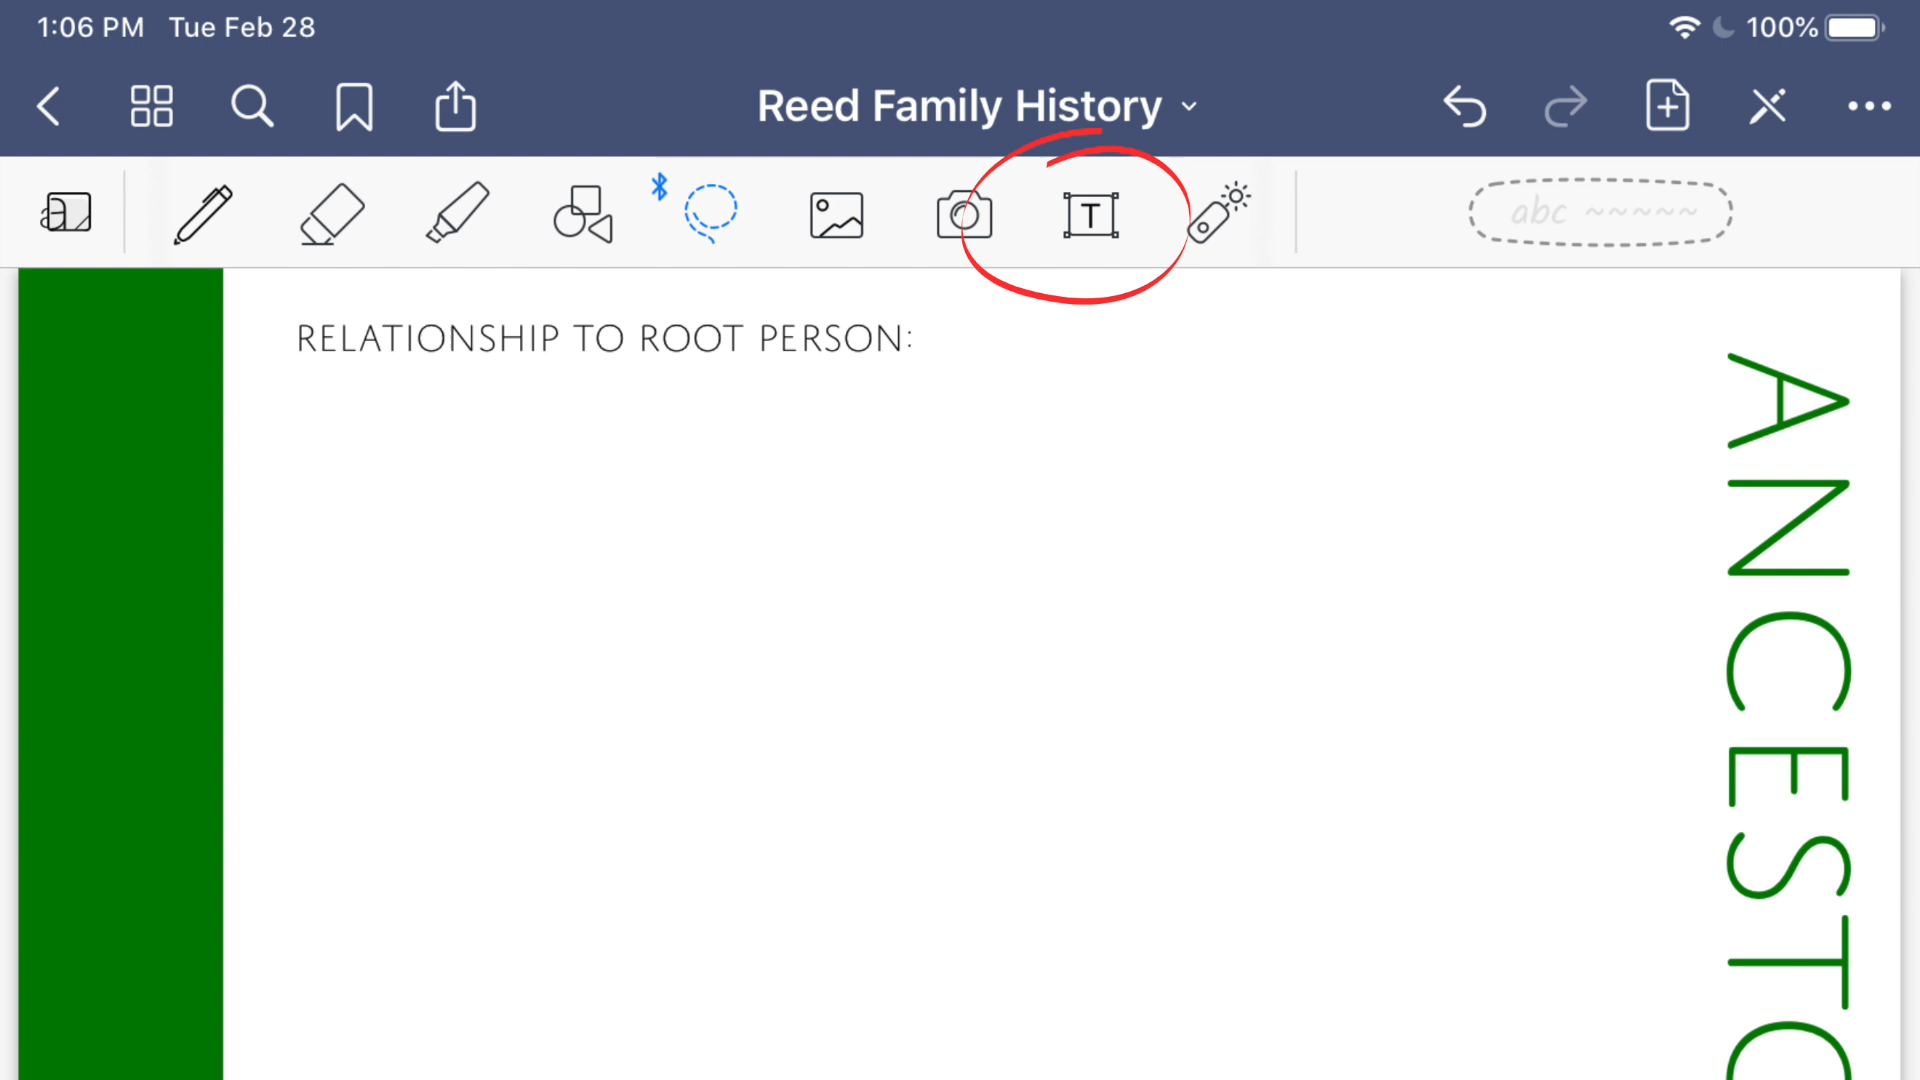 1:06 PM Tue Feb 28 100%
Reed Family History
a T abc
RELATIONSHIP TO ROOT PERSON:
ANCESTO